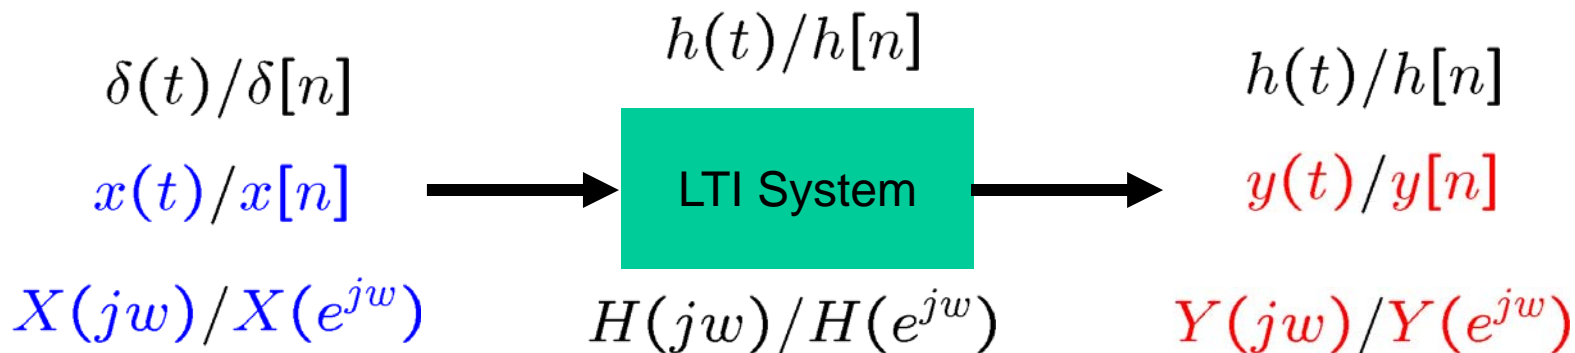 h(t)/h[n]
δ(t)/δ[n]
h(t)/h[n]
x(t)/x[n]
LTI System
y(t)/y[n]
X(jw)/X(e^{jw})
H(jw)/H(e^{jw})
Y(jw)/Y(e^{jw})